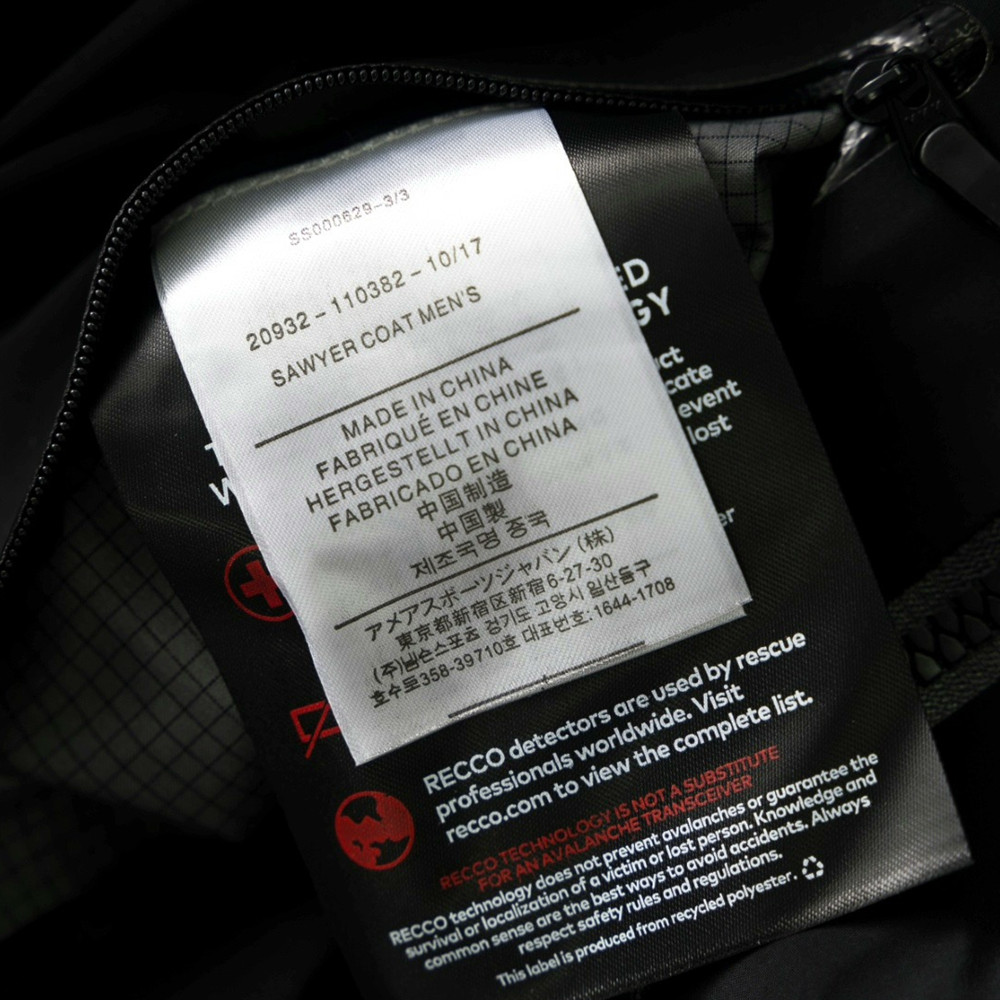 SS000629-3/3
20932 - 110382 - 10/17
SAWYER COAT MEN'S
MADE IN CHINA
FABRIQUÉ EN CHINE
HERGESTELLT IN CHINA
FABRICADO EN CHINA
中国制造
中国製
제조국명 중국
アメアスポーツジャパン (株)
東京都新宿区新宿6-27-30
(주)넬슨스포츠 경기도 고양시 일산동구
호수로358-39710호 대표번호:1644-1708
ED
GY
uct
cate
event
lost
er
RECCO detectors are used by rescue
professionals worldwide. Visit
recco.com to view the complete list.
RECCO TECHNOLOGY IS NOT A SUBSTITUTE
FOR AN AVALANCHE TRANSCEIVER
RECCO technology does not prevent avalanches or guarantee the
survival or localization of a victim or lost person. Knowledge and
common sense are the best ways to avoid accidents. Always
respect safety rules and regulations.
This label is produced from recycled polyester.